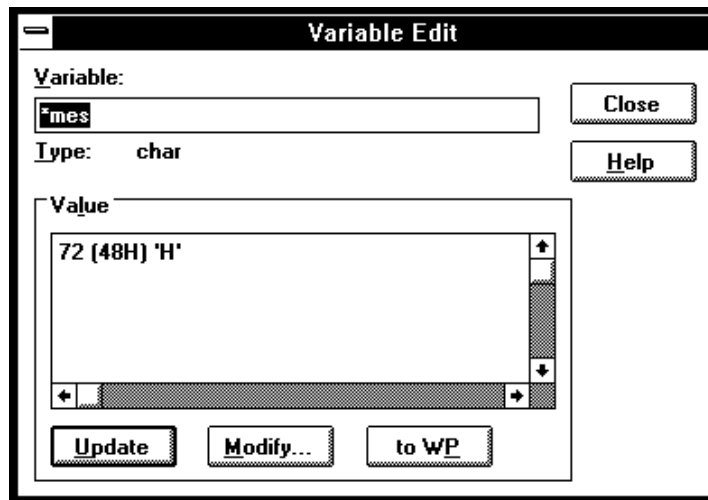 Variable Edit
Variable:
*mes
Close
Type: char
Help
Value
72 (48H) 'H'
Update Modify... to WP